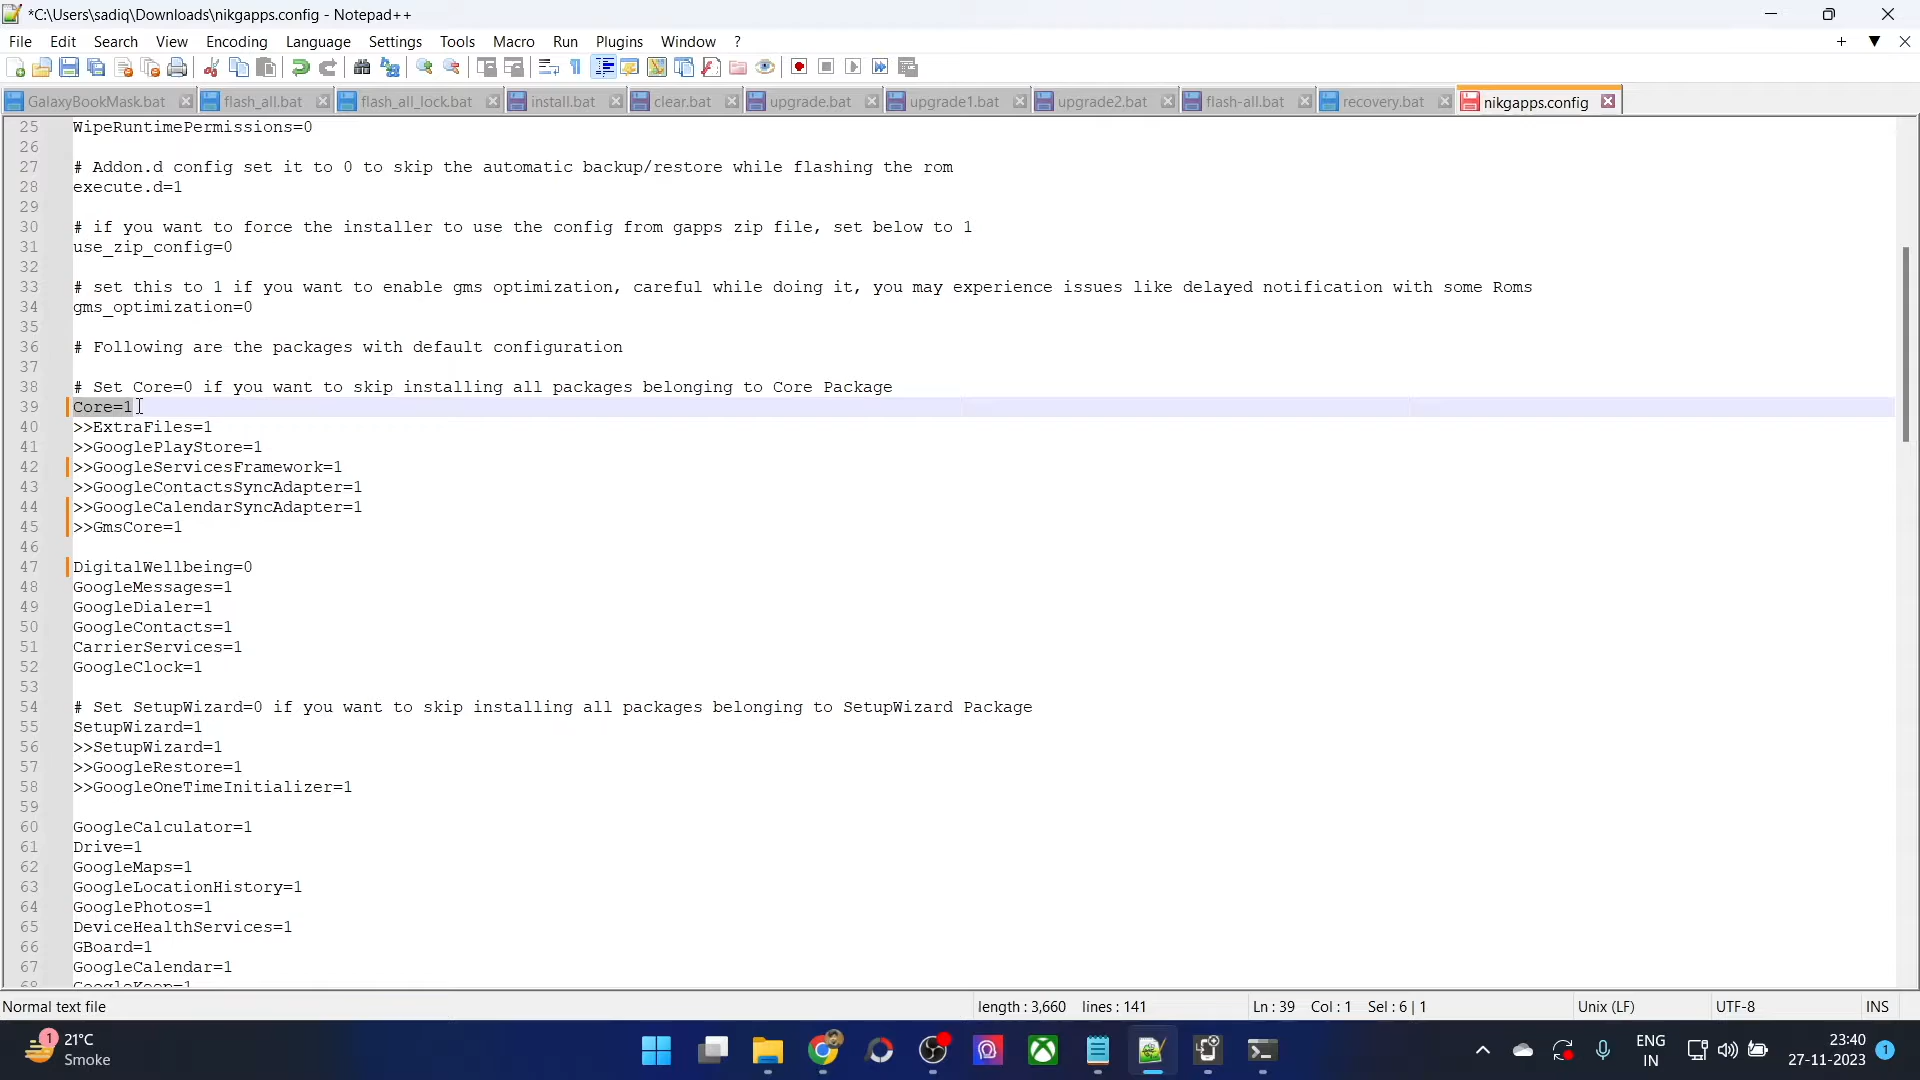 *C:\Users\sadiq\Downloads\nikgapps.config - Notepad++
File Edit Search View Encoding Language Settings Tools Macro Run Plugins Window ?
GalaxyBookMask.bat flash_all.bat flash_all_lock.bat install.bat clear.bat upgrade.bat upgrade1.bat upgrade2.bat flash-all.bat recovery.bat nikgapps.config
25 WipeRuntimePermissions=0
26
27 # Addon.d config set it to 0 to skip the automatic backup/restore while flashing the rom
28 execute.d=1
29
30 # if you want to force the installer to use the config from gapps zip file, set below to 1
31 use_zip_config=0
32
33 # set this to 1 if you want to enable gms optimization, careful while doing it, you may experience issues like delayed notification with some Roms
34 gms_optimization=0
35
36 # Following are the packages with default configuration
37
38 # Set Core=0 if you want to skip installing all packages belonging to Core Package
39 Core=1
40 >>ExtraFiles=1
41 >>GooglePlayStore=1
42 >>GoogleServicesFramework=1
43 >>GoogleContactsSyncAdapter=1
44 >>GoogleCalendarSyncAdapter=1
45 >>GmsCore=1
46
47 DigitalWellbeing=0
48 GoogleMessages=1
49 GoogleDialer=1
50 GoogleContacts=1
51 CarrierServices=1
52 GoogleClock=1
53
54 # Set SetupWizard=0 if you want to skip installing all packages belonging to SetupWizard Package
55 SetupWizard=1
56 >>SetupWizard=1
57 >>GoogleRestore=1
58 >>GoogleOneTimeInitializer=1
59
60 GoogleCalculator=1
61 Drive=1
62 GoogleMaps=1
63 GoogleLocationHistory=1
64 GooglePhotos=1
65 DeviceHealthServices=1
66 GBoard=1
67 GoogleCalendar=1
68 GoogleKeep=1
Normal text file length : 3,660 lines : 141 Ln : 39 Col : 1 Sel : 6 | 1 Unix (LF) UTF-8 INS
1 21°C ENG 23:40
Smoke IN 27-11-2023 1